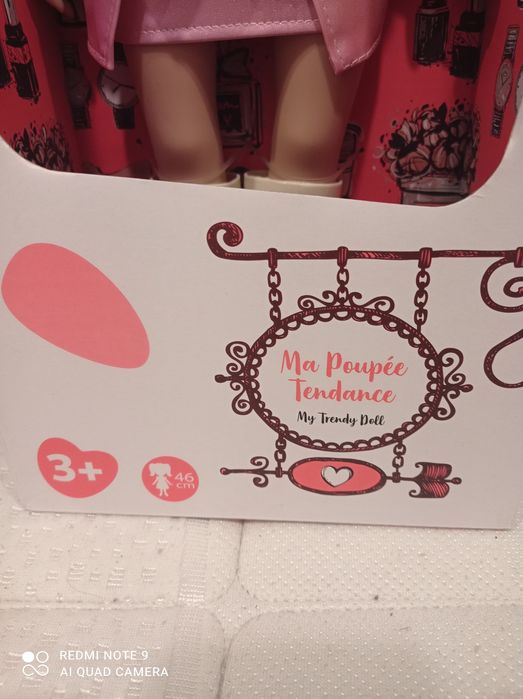 Ma Poupée
Tendance
My Trendy Doll
3+
46
cm
REDMI NOTE 9
AI QUAD CAMERA